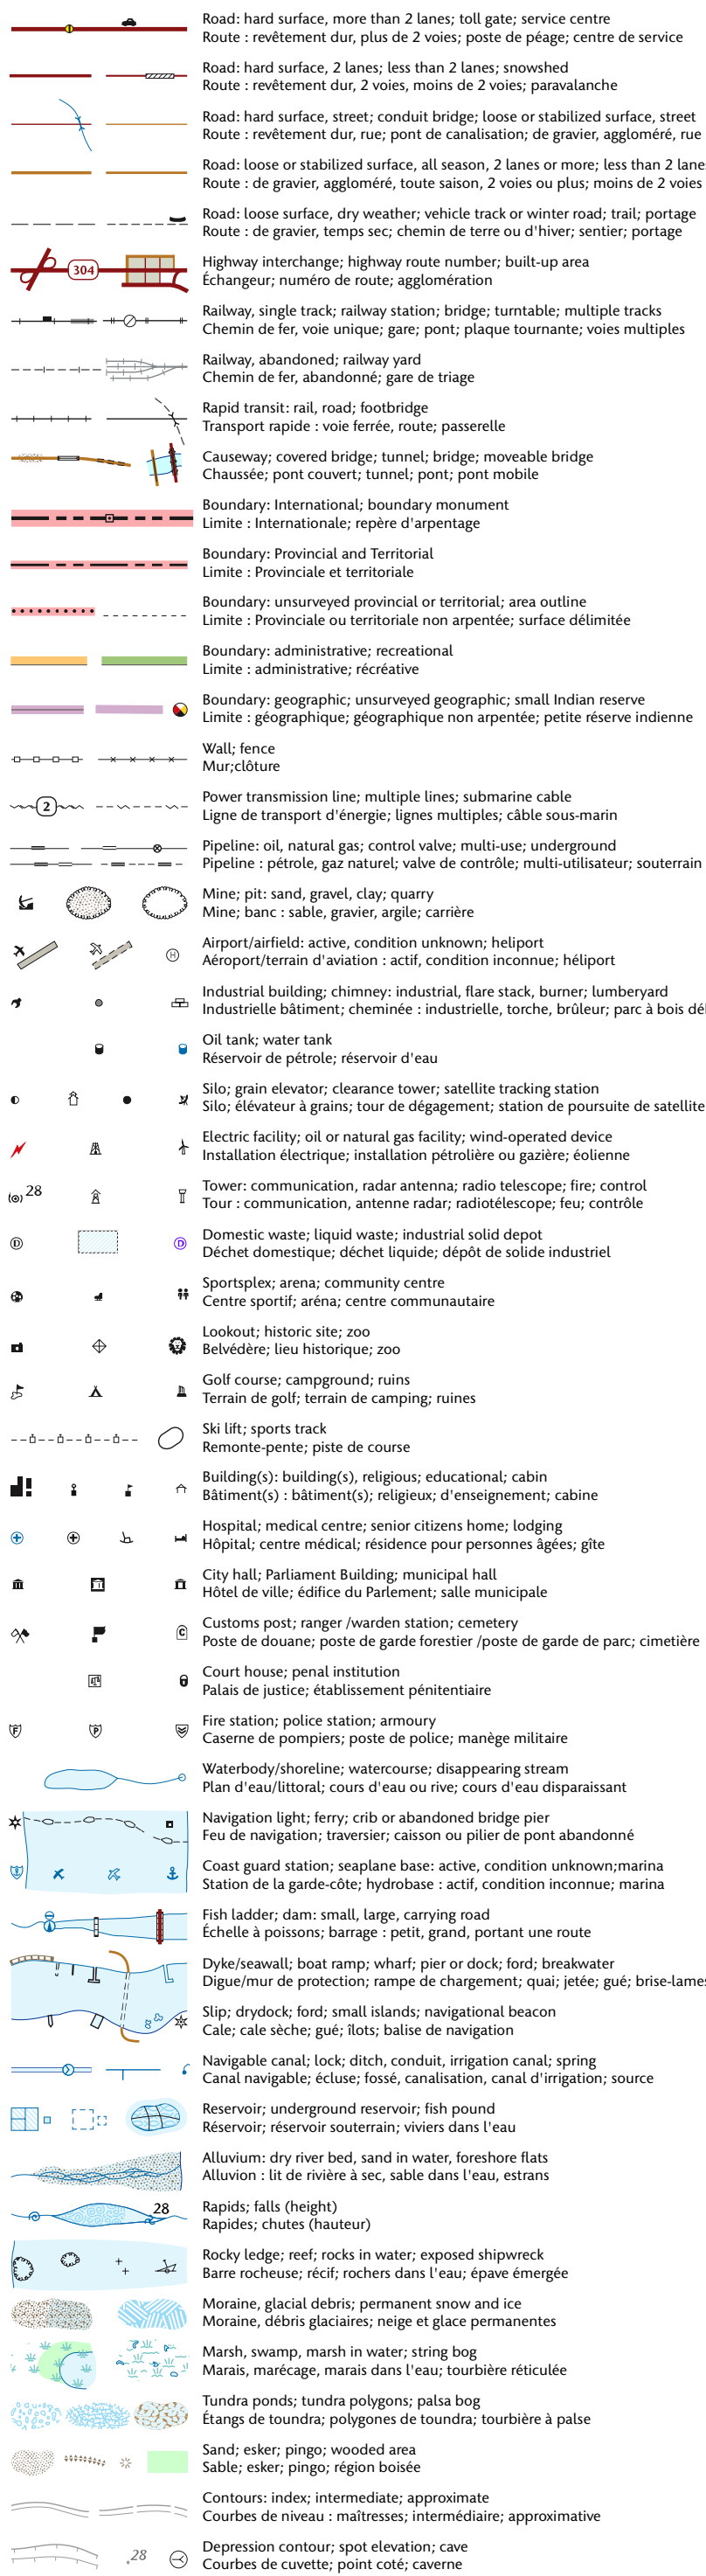 Road: hard surface, more than 2 lanes; toll gate; service centre
Route : revêtement dur, plus de 2 voies; poste de péage; centre de service
Road: hard surface, 2 lanes; less than 2 lanes; snowshed
Route : revêtement dur, 2 voies, moins de 2 voies; paravalanche
Road: hard surface, street; conduit bridge; loose or stabilized surface, street
Route : revêtement dur, rue; pont de canalisation; de gravier, aggloméré, rue
Road: loose or stabilized surface, all season, 2 lanes or more; less than 2 lane
Route : de gravier, aggloméré, toute saison, 2 voies ou plus; moins de 2 voies
Road: loose surface, dry weather; vehicle track or winter road; trail; portage
Route : de gravier, temps sec; chemin de terre ou d'hiver; sentier; portage
304
Highway interchange; highway route number; built-up area
Échangeur; numéro de route; agglomération
Railway, single track; railway station; bridge; turntable; multiple tracks
Chemin de fer, voie unique; gare; pont; plaque tournante; voies multiples
Railway, abandoned; railway yard
Chemin de fer, abandonné; gare de triage
Rapid transit: rail, road; footbridge
Transport rapide : voie ferrée, route; passerelle
Causeway; covered bridge; tunnel; bridge; moveable bridge
Chaussée; pont couvert; tunnel; pont; pont mobile
Boundary: International; boundary monument
Limite : Internationale; repère d'arpentage
Boundary: Provincial and Territorial
Limite : Provinciale et territoriale
Boundary: unsurveyed provincial or territorial; area outline
Limite : Provinciale ou territoriale non arpentée; surface délimitée
Boundary: administrative; recreational
Limite : administrative; récréative
Boundary: geographic; unsurveyed geographic; small Indian reserve
Limite : géographique; géographique non arpentée; petite réserve indienne
Wall; fence
Mur;clôture
2
Power transmission line; multiple lines; submarine cable
Ligne de transport d'énergie; lignes multiples; câble sous-marin
Pipeline: oil, natural gas; control valve; multi-use; underground
Pipeline : pétrole, gaz naturel; valve de contrôle; multi-utilisateur; souterrain
Mine; pit: sand, gravel, clay; quarry
Mine; banc : sable, gravier, argile; carrière
H
Airport/airfield: active, condition unknown; heliport
Aéroport/terrain d'aviation : actif, condition inconnue; héliport
Industrial building; chimney: industrial, flare stack, burner; lumberyard
Industrielle bâtiment; cheminée : industrielle, torche, brûleur; parc à bois dé
Oil tank; water tank
Réservoir de pétrole; réservoir d'eau
Silo; grain elevator; clearance tower; satellite tracking station
Silo; élévateur à grains; tour de dégagement; station de poursuite de satellite
Electric facility; oil or natural gas facility; wind-operated device
Installation électrique; installation pétrolière ou gazière; éolienne
28
Tower: communication, radar antenna; radio telescope; fire; control
Tour : communication, antenne radar; radiotélescope; feu; contrôle
D D
Domestic waste; liquid waste; industrial solid depot
Déchet domestique; déchet liquide; dépôt de solide industriel
Sportsplex; arena; community centre
Centre sportif; aréna; centre communautaire
Lookout; historic site; zoo
Belvédère; lieu historique; zoo
Golf course; campground; ruins
Terrain de golf; terrain de camping; ruines
Ski lift; sports track
Remonte-pente; piste de course
Building(s): building(s), religious; educational; cabin
Bâtiment(s) : bâtiment(s); religieux; d'enseignement; cabine
Hospital; medical centre; senior citizens home; lodging
Hôpital; centre médical; résidence pour personnes âgées; gîte
City hall; Parliament Building; municipal hall
Hôtel de ville; édifice du Parlement; salle municipale
C
Customs post; ranger /warden station; cemetery
Poste de douane; poste de garde forestier /poste de garde de parc; cimetière
Court house; penal institution
Palais de justice; établissement pénitentiaire
F P
Fire station; police station; armoury
Caserne de pompiers; poste de police; manège militaire
Waterbody/shoreline; watercourse; disappearing stream
Plan d'eau/littoral; cours d'eau ou rive; cours d'eau disparaissant
Navigation light; ferry; crib or abandoned bridge pier
Feu de navigation; traversier; caisson ou pilier de pont abandonné
Coast guard station; seaplane base: active, condition unknown;marina
Station de la garde-côte; hydrobase : actif, condition inconnue; marina
Fish ladder; dam: small, large, carrying road
Échelle à poissons; barrage : petit, grand, portant une route
Dyke/seawall; boat ramp; wharf; pier or dock; ford; breakwater
Digue/mur de protection; rampe de chargement; quai; jetée; gué; brise-lames
Slip; drydock; ford; small islands; navigational beacon
Cale; cale sèche; gué; îlots; balise de navigation
Navigable canal; lock; ditch, conduit, irrigation canal; spring
Canal navigable; écluse; fossé, canalisation, canal d'irrigation; source
Reservoir; underground reservoir; fish pound
Réservoir; réservoir souterrain; viviers dans l'eau
Alluvium: dry river bed, sand in water, foreshore flats
Alluvion : lit de rivière à sec, sable dans l'eau, estrans
28
Rapids; falls (height)
Rapides; chutes (hauteur)
Rocky ledge; reef; rocks in water; exposed shipwreck
Barre rocheuse; récif; rochers dans l'eau; épave émergée
Moraine, glacial debris; permanent snow and ice
Moraine, débris glaciaires; neige et glace permanentes
Marsh, swamp, marsh in water; string bog
Marais, marécage, marais dans l'eau; tourbière réticulée
Tundra ponds; tundra polygons; palsa bog
Étangs de toundra; polygones de toundra; tourbière à palse
Sand; esker; pingo; wooded area
Sable; esker; pingo; région boisée
Contours: index; intermediate; approximate
Courbes de niveau : maîtresses; intermédiaire; approximative
.28
Depression contour; spot elevation; cave
Courbes de cuvette; point coté; caverne